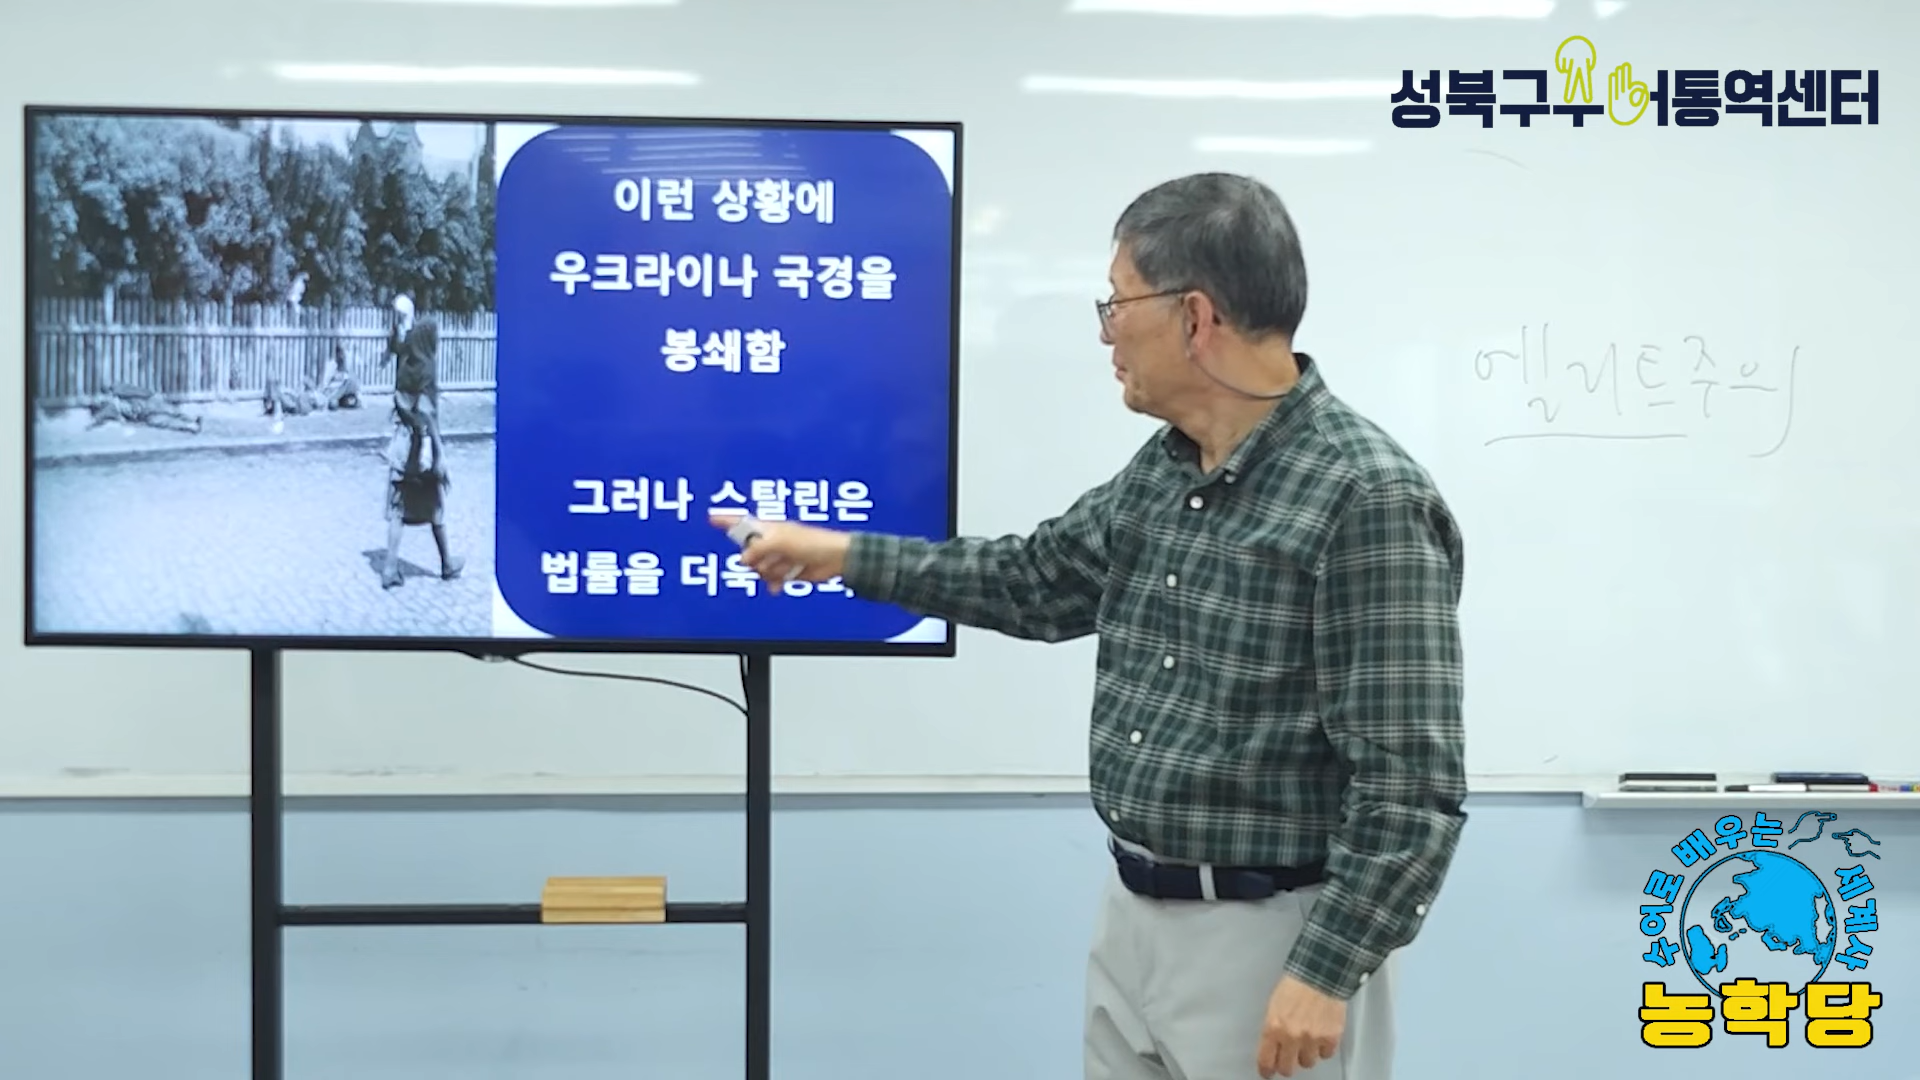 성북구수어통역센터
이런 상황에
우크라이나 국경을
봉쇄함
그러나 스탈린은
법률을 더욱
엘리트주의
수어로 배우는 세계사
농학당